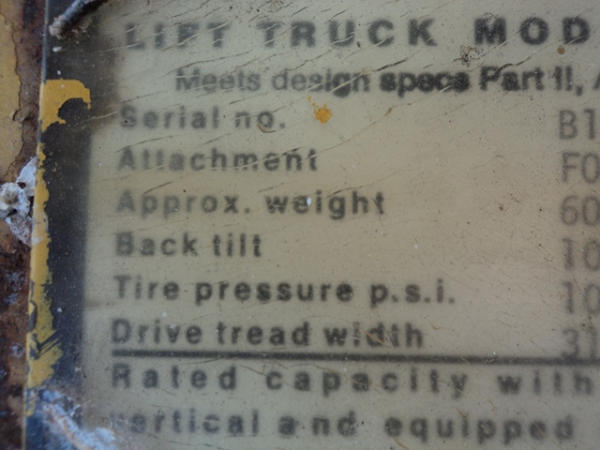 LIFT TRUCK MOD
Meets design specs Part II, A
Serial no. B1
Attachment F0
Approx. weight 60
Back tilt 10
Tire pressure p.s.i. 10
Drive tread width 31
Rated capacity with
vertical and equipped